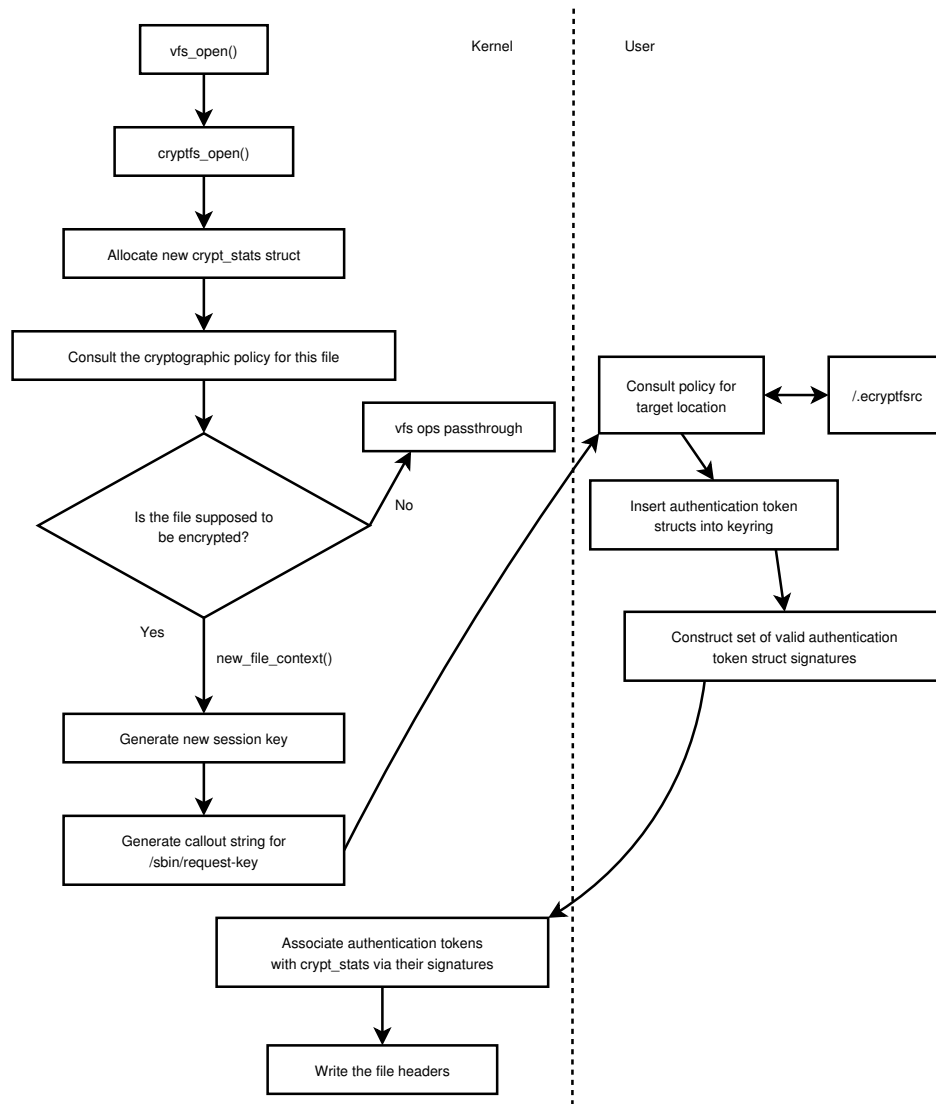 vfs_open()
Kernel
User
cryptfs_open()
Allocate new crypt_stats struct
Consult the cryptographic policy for this file
Consult policy for
target location
/.ecryptfsrc
vfs ops passthrough
No
Is the file supposed to
be encrypted?
Insert authentication token
structs into keyring
Yes
new_file_context()
Construct set of valid authentication
token struct signatures
Generate new session key
Generate callout string for
/sbin/request-key
Associate authentication tokens
with crypt_stats via their signatures
Write the file headers